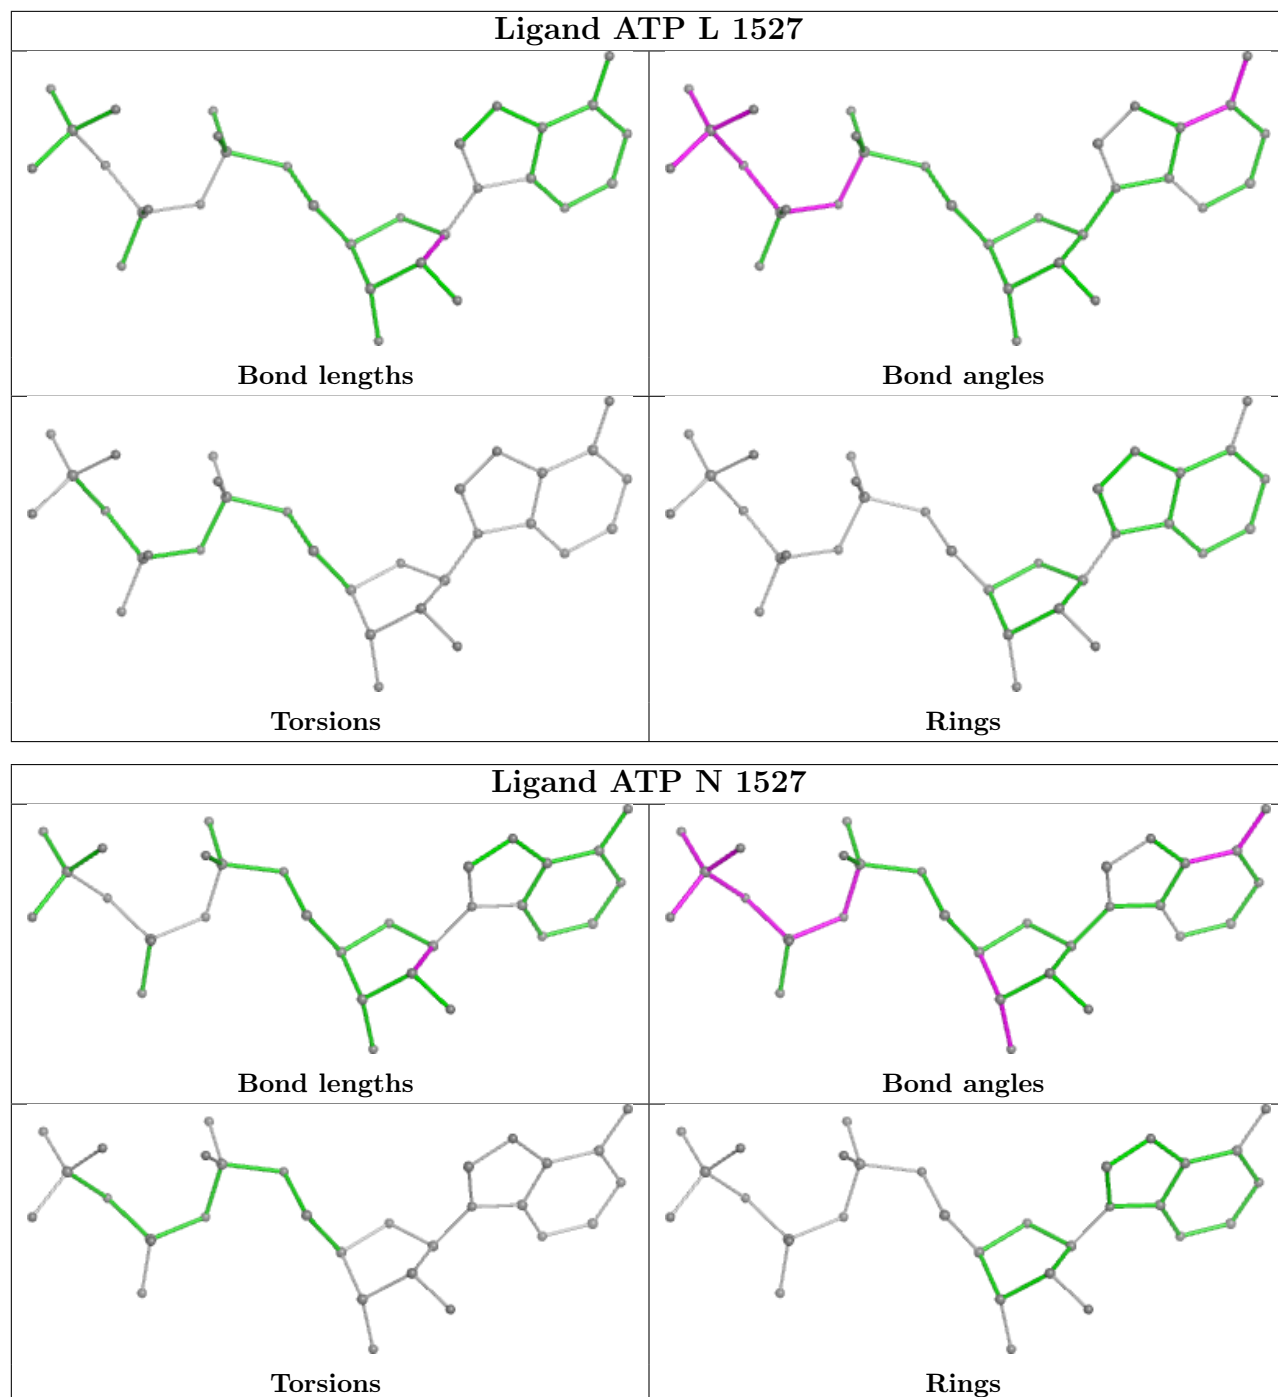 Ligand ATP L 1527
Bond lengths
Bond angles
Torsions
Rings
Ligand ATP N 1527
Bond lengths
Bond angles
Torsions
Rings